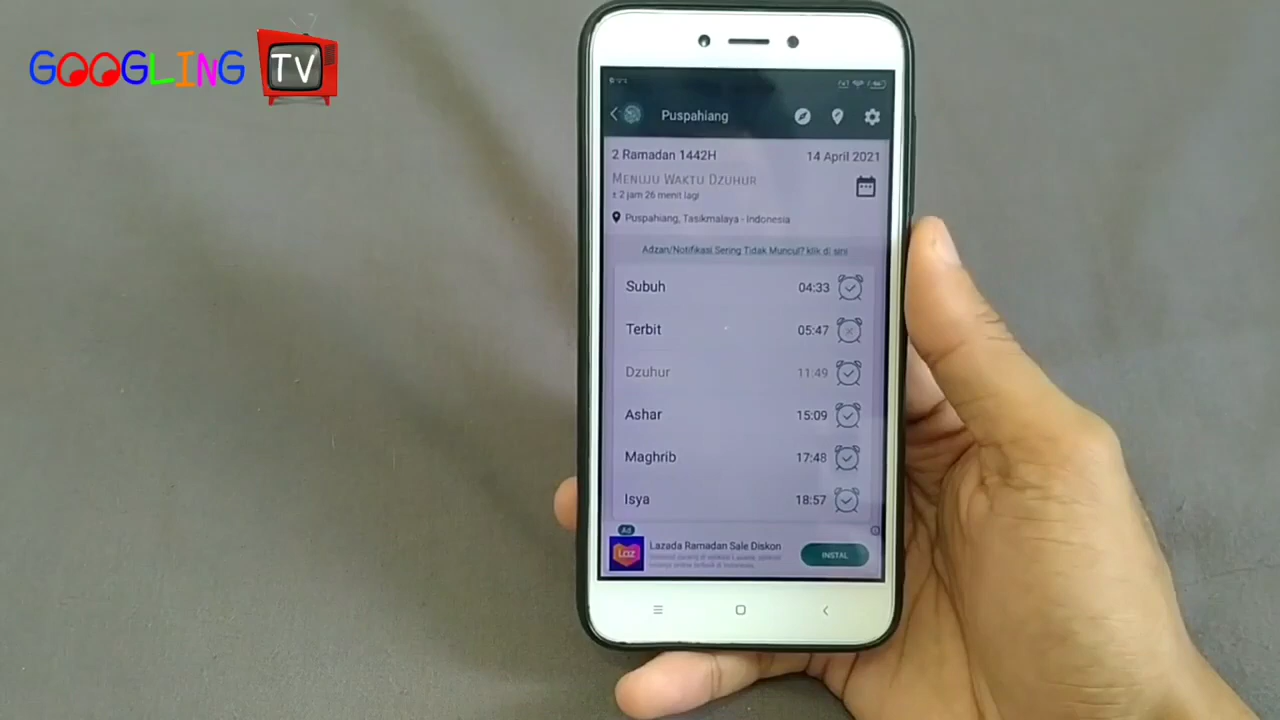 GOOGLING TV
Puspahiang
2 Ramadan 1442H
14 April 2021
MENUJU WAKTU DZUHUR
± 2 jam 26 menit lagi
Puspahiang, Tasikmalaya - Indonesia
Adzan/Notifikasi Sering Tidak Muncul? klik di sini
Subuh 04:33
Terbit 05:47
Dzuhur 11:49
Ashar 15:09
Maghrib 17:48
Isya 18:57
Ad
Laz
Lazada Ramadan Sale Diskon
INSTAL